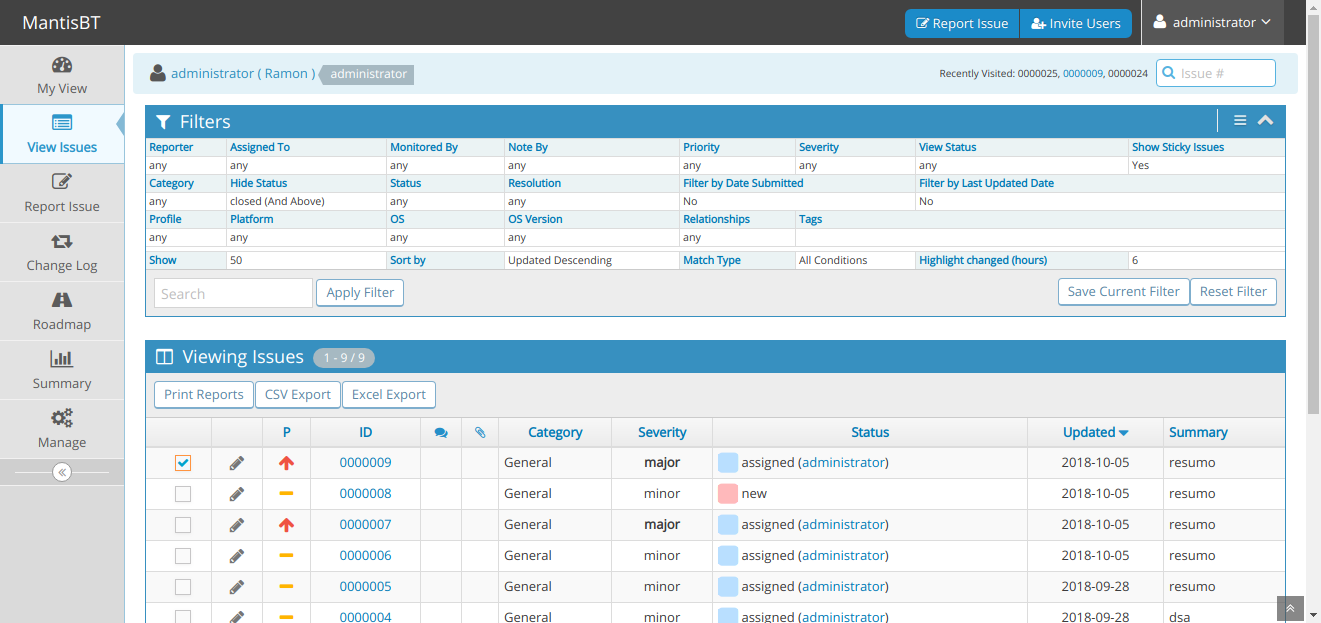 MantisBT
Report Issue Invite Users administrator
My View
View Issues
Report Issue
Change Log
Roadmap
Summary
Manage
administrator ( Ramon ) administrator
Recently Visited: 0000025, 0000009, 0000024 Issue #
Filters
Reporter Assigned To Monitored By Note By Priority Severity View Status Show Sticky Issues
any any any any any any any Yes
Category Hide Status Status Resolution Filter by Date Submitted Filter by Last Updated Date
any closed (And Above) any any No No
Profile Platform OS OS Version Relationships Tags
any any any any any
Show 50 Sort by Updated Descending Match Type All Conditions Highlight changed (hours) 6
Search Apply Filter Save Current Filter Reset Filter
Viewing Issues 1 - 9 / 9
Print Reports CSV Export Excel Export
P ID Category Severity Status Updated Summary
0000009 General major assigned (administrator) 2018-10-05 resumo
0000008 General minor new 2018-10-05 resumo
0000007 General major assigned (administrator) 2018-10-05 resumo
0000006 General minor assigned (administrator) 2018-10-05 resumo
0000005 General minor assigned (administrator) 2018-09-28 resumo
0000004 General minor assigned (administrator) 2018-09-28 dsa